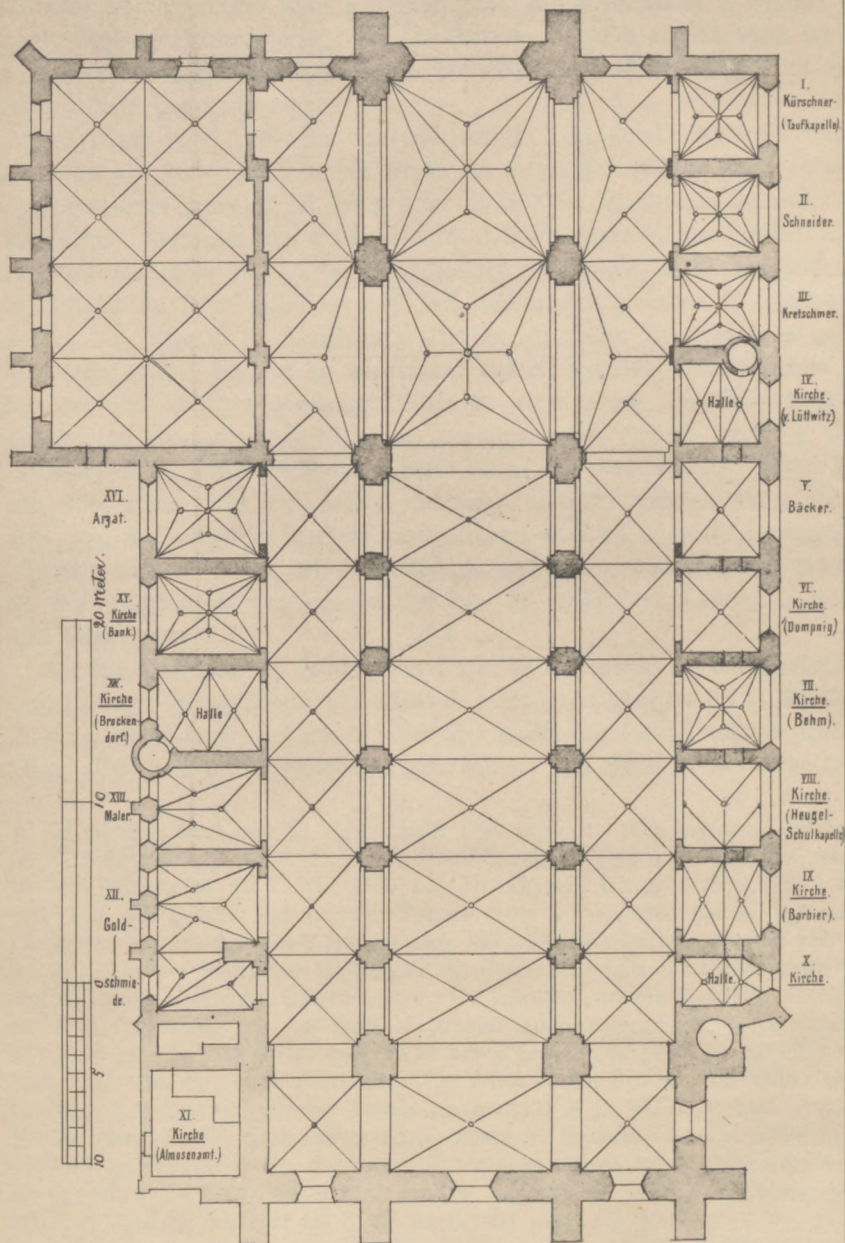 I.
Kürschner-
(Taufkapelle)
II.
Schneider.
III.
Kretschmer.
IV.
Kirche.
(v. Lüttwitz)
Halle
V.
Bäcker.
VI.
Kirche.
(Dompnig)
VII.
Kirche.
(Behm).
VIII.
Kirche.
(Heugel-
Schulkapelle)
IX
Kirche.
(Barbier).
X.
Kirche.
Halle.
XVI.
Arzat.
XV.
Kirche
(Bank.)
XIV.
Kirche
(Brocken-
dorf.)
Halle
XIII.
Maler.
XII.
Gold-
schmie-
de.
XI.
Kirche
(Almosenamt.)
20 Meter.
10
0
5
10